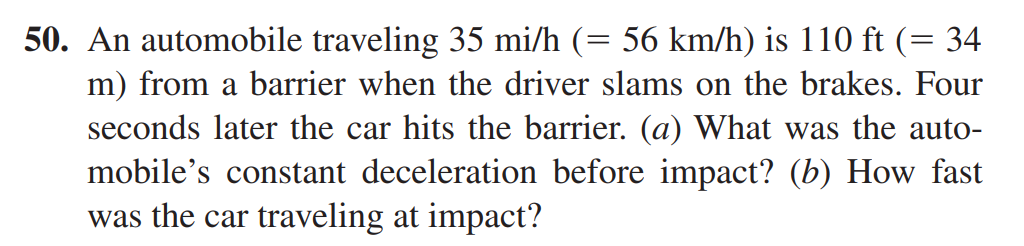 50. An automobile traveling 35 mi/h (= 56 km/h) is 110 ft (= 34
m) from a barrier when the driver slams on the brakes. Four
seconds later the car hits the barrier. (a) What was the auto-
mobile’s constant deceleration before impact? (b) How fast
was the car traveling at impact?